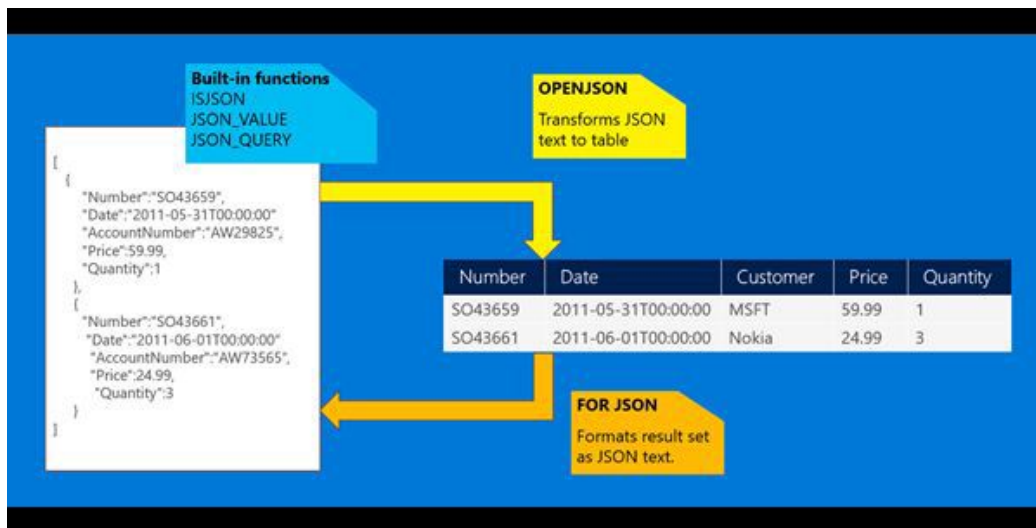 Built-in functions
ISJSON
JSON_VALUE
JSON_QUERY
OPENJSON
Transforms JSON
text to table
[
{
"Number":"SO43659",
"Date":"2011-05-31T00:00:00"
"AccountNumber":"AW29825",
"Price":59.99,
"Quantity":1
},
{
"Number":"SO43661",
"Date":"2011-06-01T00:00:00"
"AccountNumber":"AW73565",
"Price":24.99,
"Quantity":3
}
]
Number Date Customer Price Quantity
SO43659 2011-05-31T00:00:00 MSFT 59.99 1
SO43661 2011-06-01T00:00:00 Nokia 24.99 3
FOR JSON
Formats result set
as JSON text.